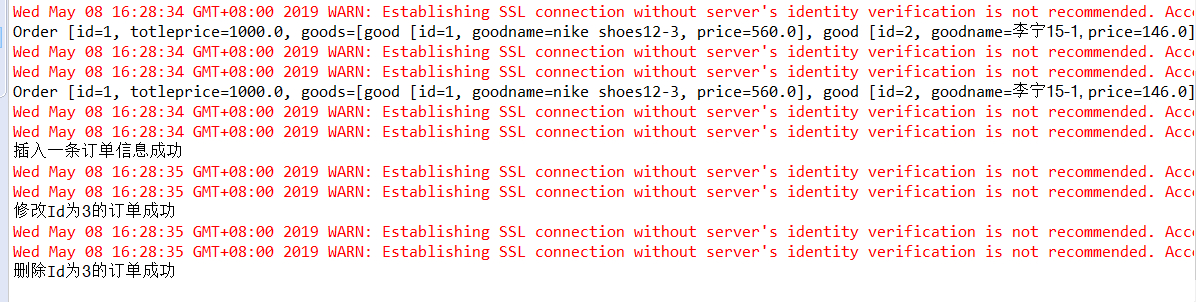 Wed May 08 16:28:34 GMT+08:00 2019 WARN: Establishing SSL connection without server's identity verification is not recommended. Acco
Order [id=1, totleprice=1000.0, goods=[good [id=1, goodname=nike shoes12-3, price=560.0], good [id=2, goodname=李宁15-1,price=146.0]
Wed May 08 16:28:34 GMT+08:00 2019 WARN: Establishing SSL connection without server's identity verification is not recommended. Acco
Wed May 08 16:28:34 GMT+08:00 2019 WARN: Establishing SSL connection without server's identity verification is not recommended. Acco
Order [id=1, totleprice=1000.0, goods=[good [id=1, goodname=nike shoes12-3, price=560.0], good [id=2, goodname=李宁15-1,price=146.0]
Wed May 08 16:28:34 GMT+08:00 2019 WARN: Establishing SSL connection without server's identity verification is not recommended. Acco
Wed May 08 16:28:34 GMT+08:00 2019 WARN: Establishing SSL connection without server's identity verification is not recommended. Acco
插入一条订单信息成功
Wed May 08 16:28:35 GMT+08:00 2019 WARN: Establishing SSL connection without server's identity verification is not recommended. Acco
Wed May 08 16:28:35 GMT+08:00 2019 WARN: Establishing SSL connection without server's identity verification is not recommended. Acco
修改Id为3的订单成功
Wed May 08 16:28:35 GMT+08:00 2019 WARN: Establishing SSL connection without server's identity verification is not recommended. Acco
Wed May 08 16:28:35 GMT+08:00 2019 WARN: Establishing SSL connection without server's identity verification is not recommended. Acco
删除Id为3的订单成功